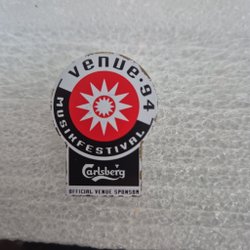 venue·94
MUSIKFESTIVAL
Carlsberg
OFFICIAL VENUE SPONSOR